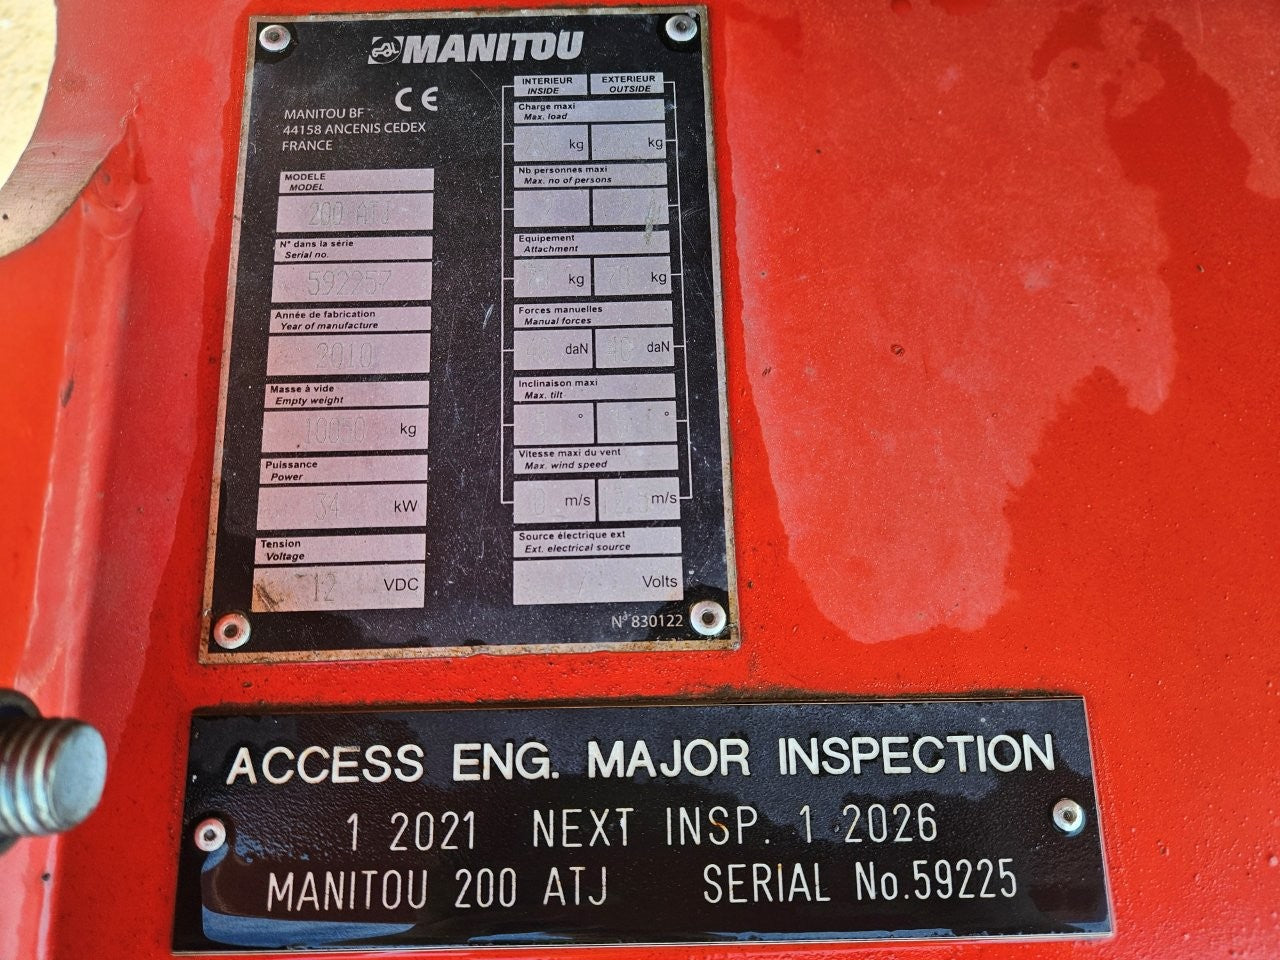 MANITOU
CE
MANITOU BF
44158 ANCENIS CEDEX
FRANCE
MODELE
MODEL
200 ATJ
N° dans la série
Serial no.
592257
Année de fabrication
Year of manufacture
2010
Masse à vide
Empty weight
kg
Puissance
Power
34 kW
Tension
Voltage
12 VDC
INTERIEUR EXTERIEUR
INSIDE OUTSIDE
Charge maxi
Max. load
kg kg
Nb personnes maxi
Max. no of persons
Equipement
Attachment
kg 70 kg
Forces manuelles
Manual forces
daN 40 daN
Inclinaison maxi
Max. tilt
5 ° °
Vitesse maxi du vent
Max. wind speed
0 m/s m/s
Source électrique ext
Ext. electrical source
Volts
N° 830122
ACCESS ENG. MAJOR INSPECTION
1 2021 NEXT INSP. 1 2026
MANITOU 200 ATJ SERIAL No.59225